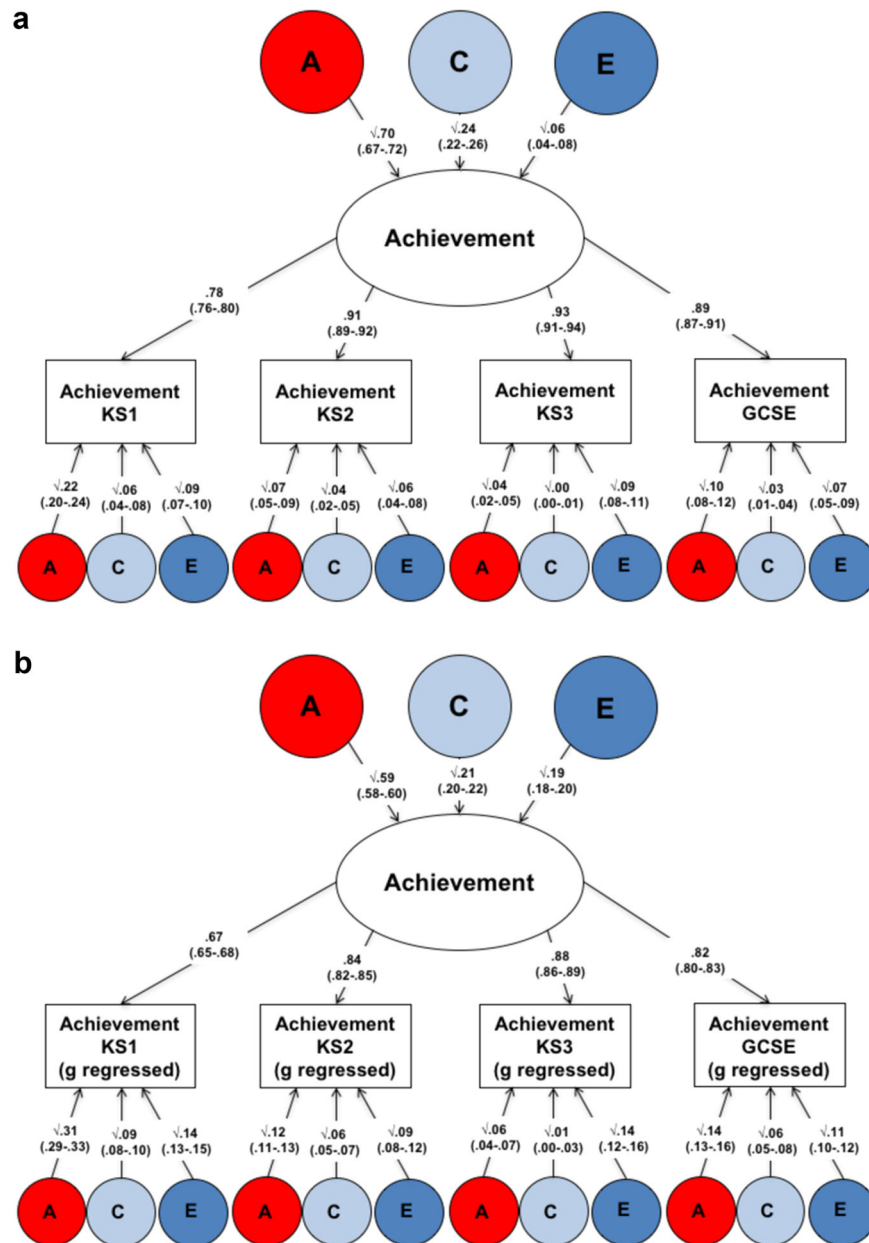 a
A C E
√.70 √.24 √.06
(.67-.72) (.22-.26) (.04-.08)
Achievement
.78 .91 .93 .89
(.76-.80) (.89-.92) (.91-.94) (.87-.91)
Achievement Achievement Achievement Achievement
KS1 KS2 KS3 GCSE
√.22 √.06 √.09 √.07 √.04 √.06 √.04 √.00 √.09 √.10 √.03 √.07
(.20-.24) (.04-.08) (.07-.10) (.05-.09) (.02-.05) (.04-.08) (.02-.05) (.00-.01) (.08-.11) (.08-.12) (.01-.04) (.05-.09)
A C E A C E A C E A C E
b
A C E
√.59 √.21 √.19
(.58-.60) (.20-.22) (.18-.20)
Achievement
.67 .84 .88 .82
(.65-.68) (.82-.85) (.86-.89) (.80-.83)
Achievement Achievement Achievement Achievement
KS1 KS2 KS3 GCSE
(g regressed) (g regressed) (g regressed) (g regressed)
√.31 √.09 √.14 √.12 √.06 √.09 √.06 √.01 √.14 √.14 √.06 √.11
(.29-.33) (.08-.10) (.13-.15) (.11-.13) (.05-.07) (.08-.12) (.04-.07) (.00-.03) (.12-.16) (.13-.16) (.05-.08) (.10-.12)
A C E A C E A C E A C E